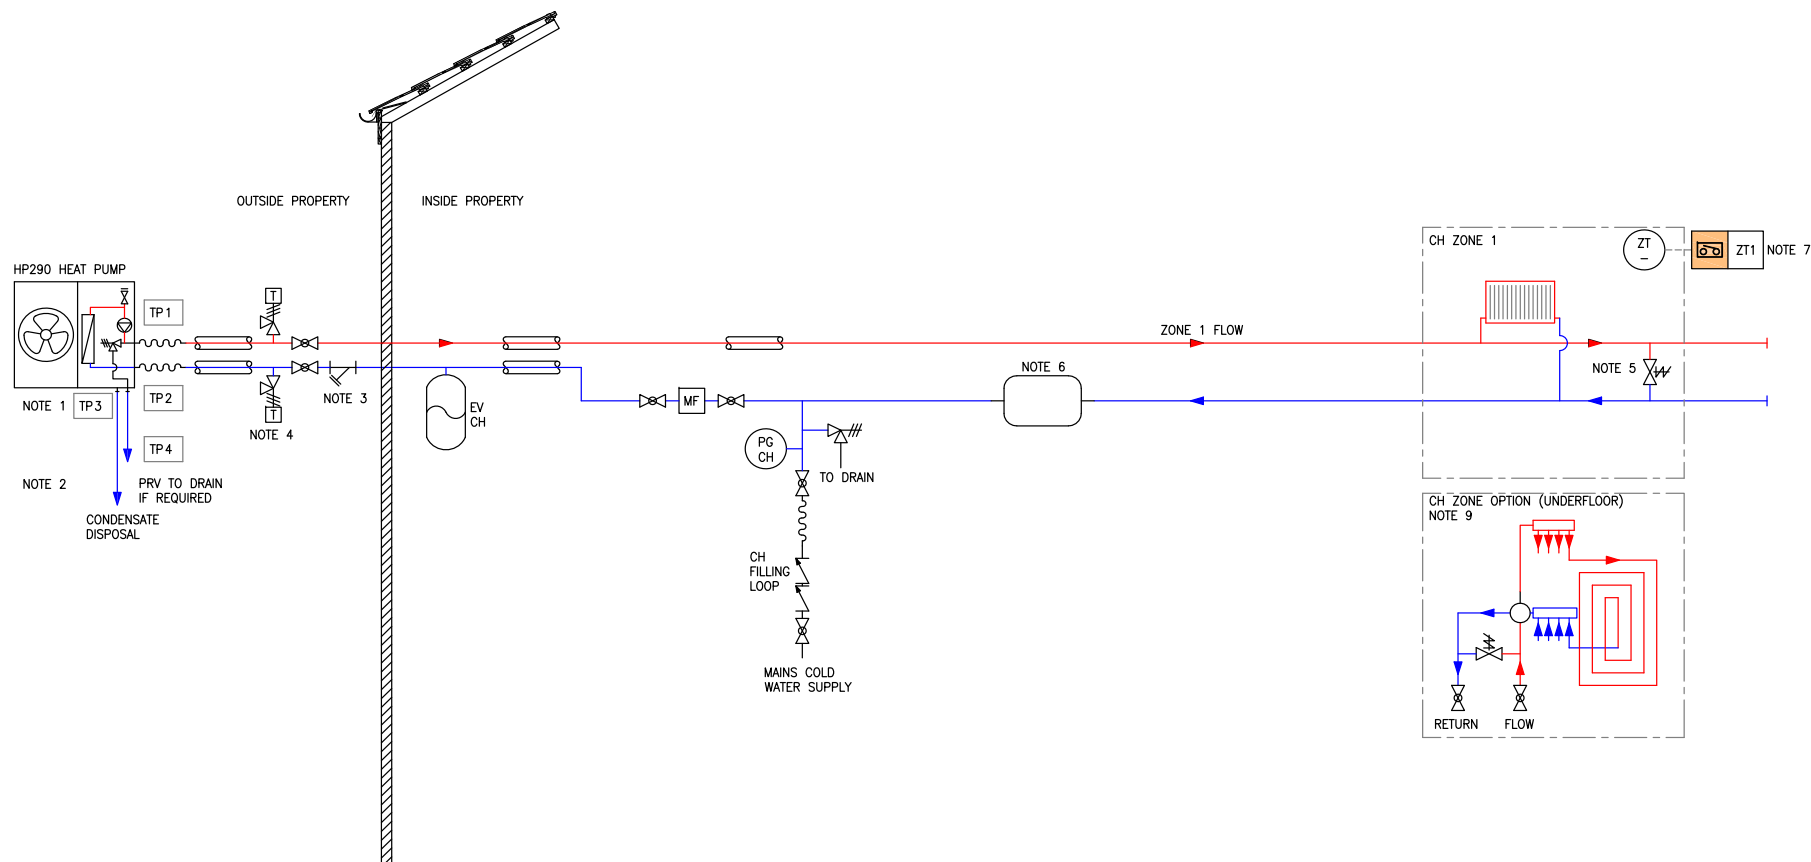 OUTSIDE PROPERTY
INSIDE PROPERTY
HP290 HEAT PUMP
TP1
TP2
NOTE 1
TP3
TP4
NOTE 2
PRV TO DRAIN
IF REQUIRED
CONDENSATE
DISPOSAL
T
T
NOTE 4
NOTE 3
EV
CH
MF
PG
CH
TO DRAIN
CH
FILLING
LOOP
MAINS COLD
WATER SUPPLY
NOTE 6
ZONE 1 FLOW
CH ZONE 1
ZT
–
ZT1
NOTE 7
NOTE 5
CH ZONE OPTION (UNDERFLOOR)
NOTE 9
RETURN
FLOW